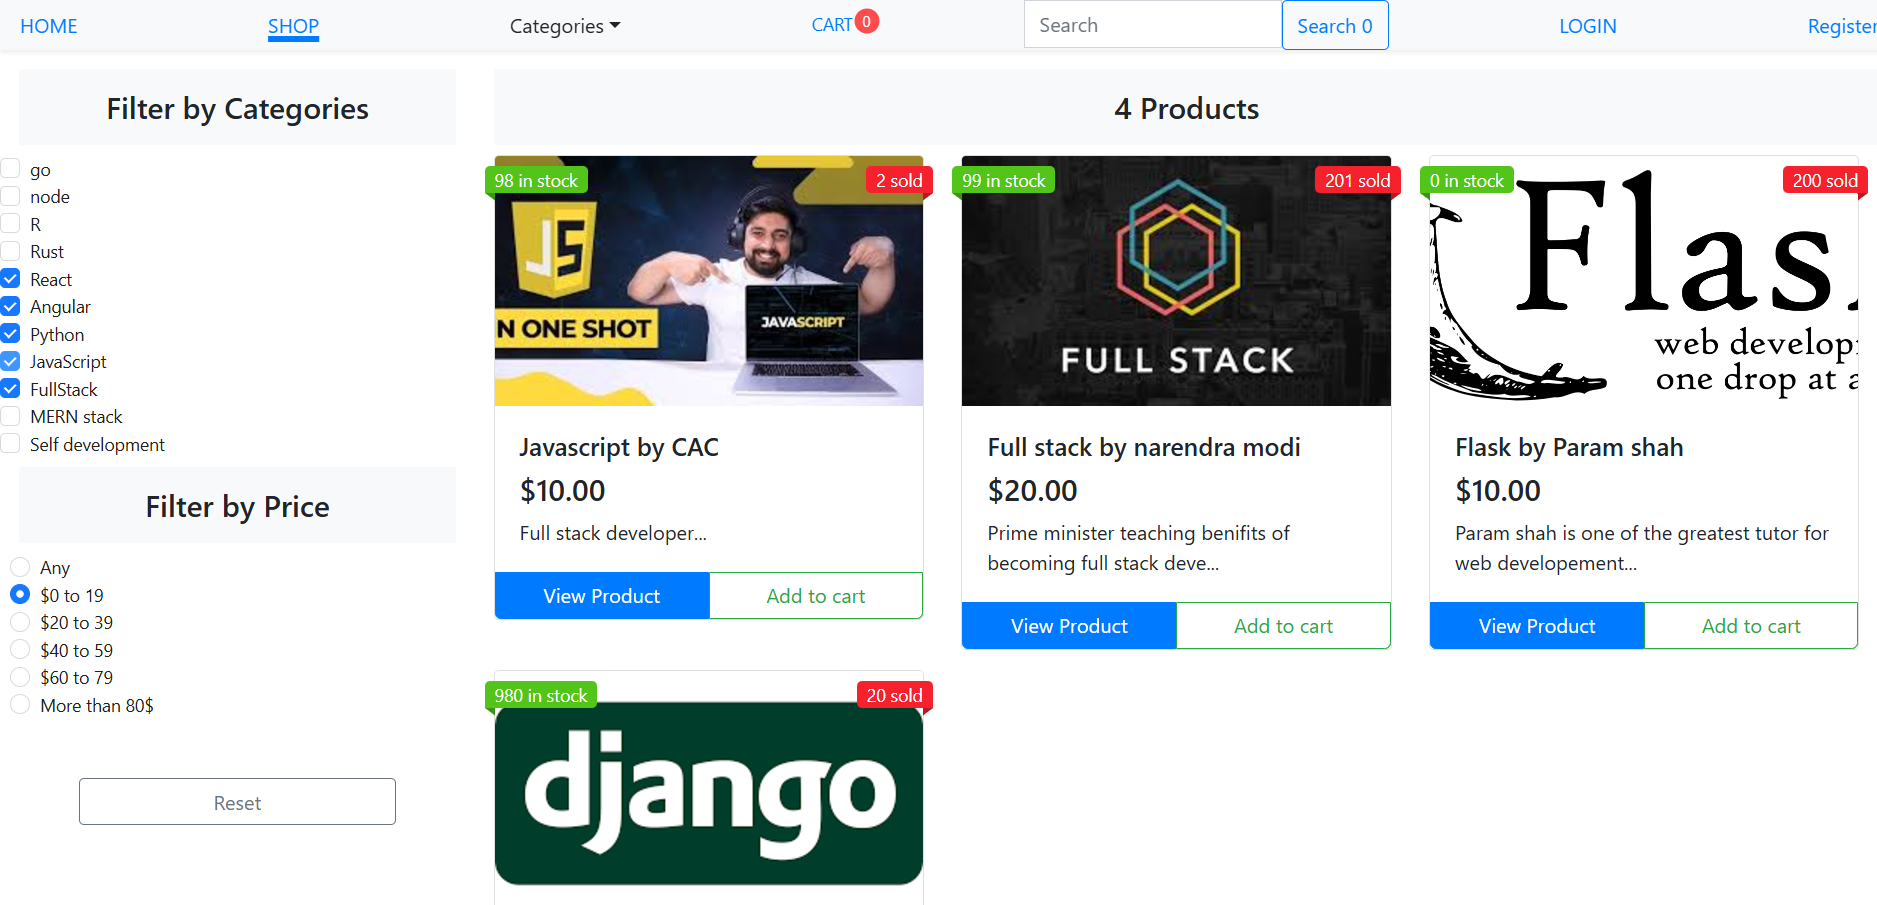 HOME
SHOP
Categories
CART 0
Search
Search 0
LOGIN
Register
Filter by Categories
go
node
R
Rust
React
Angular
Python
JavaScript
FullStack
MERN stack
Self development
Filter by Price
Any
$0 to 19
$20 to 39
$40 to 59
$60 to 79
More than 80$
Reset
4 Products
98 in stock
2 sold
JS
N ONE SHOT
JAVASCRIPT
Javascript by CAC
$10.00
Full stack developer...
View Product
Add to cart
99 in stock
201 sold
FULL STACK
Full stack by narendra modi
$20.00
Prime minister teaching benifits of
becoming full stack deve...
View Product
Add to cart
0 in stock
200 sold
Flas
web develop
one drop at a
Flask by Param shah
$10.00
Param shah is one of the greatest tutor for
web developement...
View Product
Add to cart
980 in stock
20 sold
django